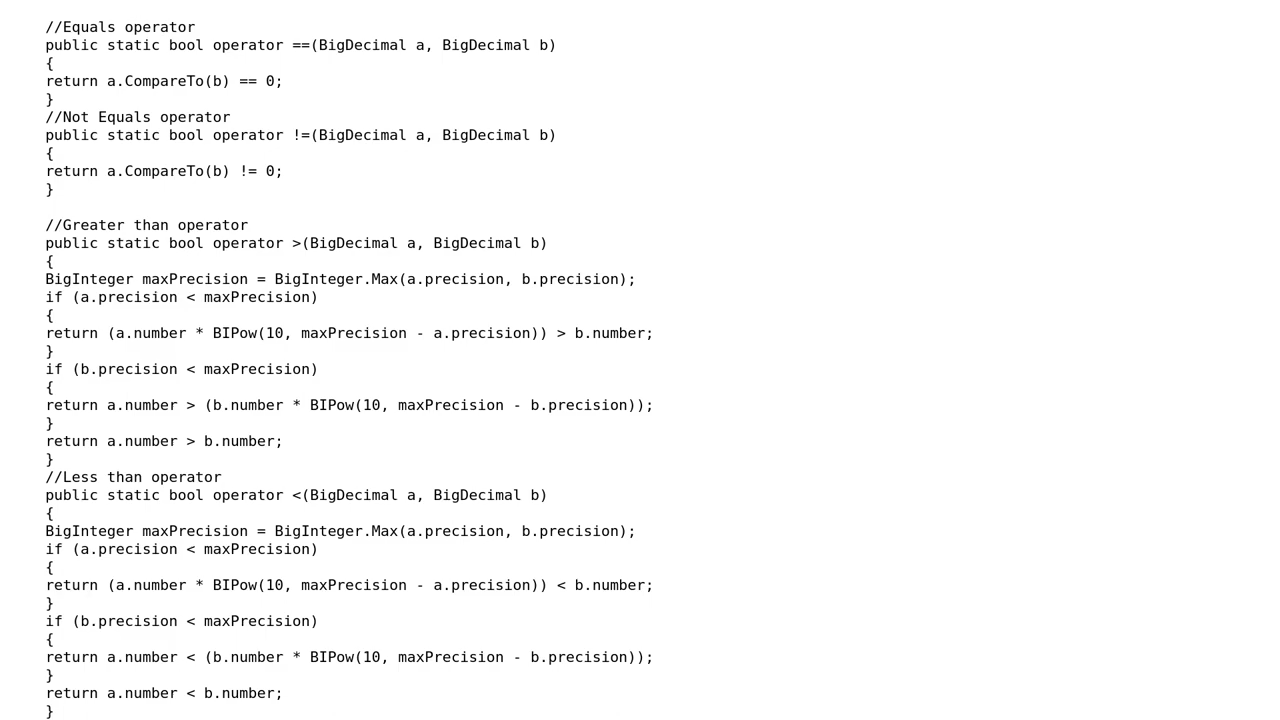 //Equals operator
public static bool operator ==(BigDecimal a, BigDecimal b)
{
return a.CompareTo(b) == 0;
}
//Not Equals operator
public static bool operator !=(BigDecimal a, BigDecimal b)
{
return a.CompareTo(b) != 0;
}

//Greater than operator
public static bool operator >(BigDecimal a, BigDecimal b)
{
BigInteger maxPrecision = BigInteger.Max(a.precision, b.precision);
if (a.precision < maxPrecision)
{
return (a.number * BIPow(10, maxPrecision - a.precision)) > b.number;
}
if (b.precision < maxPrecision)
{
return a.number > (b.number * BIPow(10, maxPrecision - b.precision));
}
return a.number > b.number;
}
//Less than operator
public static bool operator <(BigDecimal a, BigDecimal b)
{
BigInteger maxPrecision = BigInteger.Max(a.precision, b.precision);
if (a.precision < maxPrecision)
{
return (a.number * BIPow(10, maxPrecision - a.precision)) < b.number;
}
if (b.precision < maxPrecision)
{
return a.number < (b.number * BIPow(10, maxPrecision - b.precision));
}
return a.number < b.number;
}